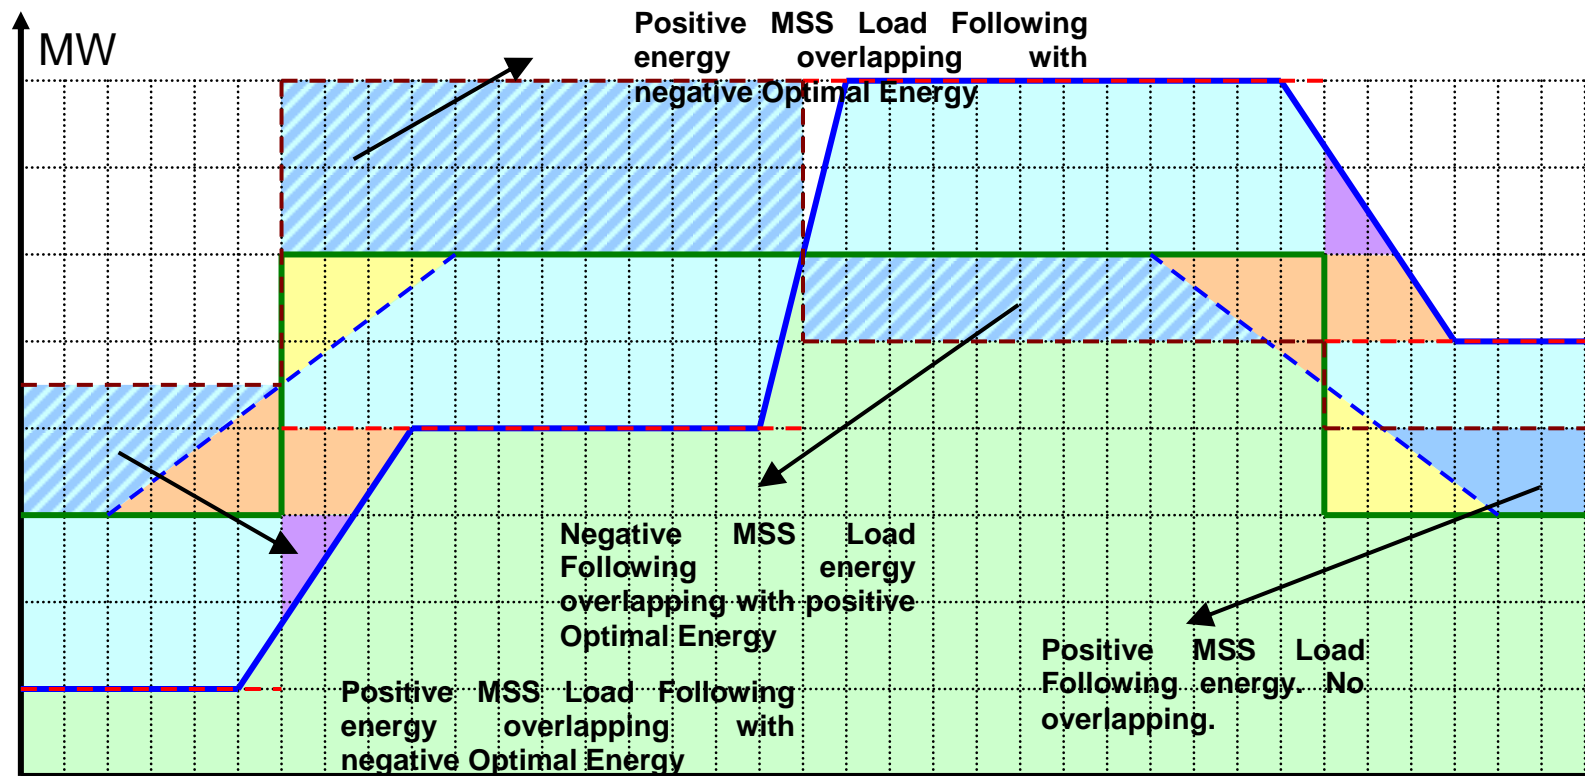 MW
Positive MSS Load Following
energy overlapping with
negative Optimal Energy
Negative MSS Load
Following energy
overlapping with positive
Optimal Energy
Positive MSS Load
Following energy. No
overlapping.
Positive MSS Load Following
energy overlapping with
negative Optimal Energy